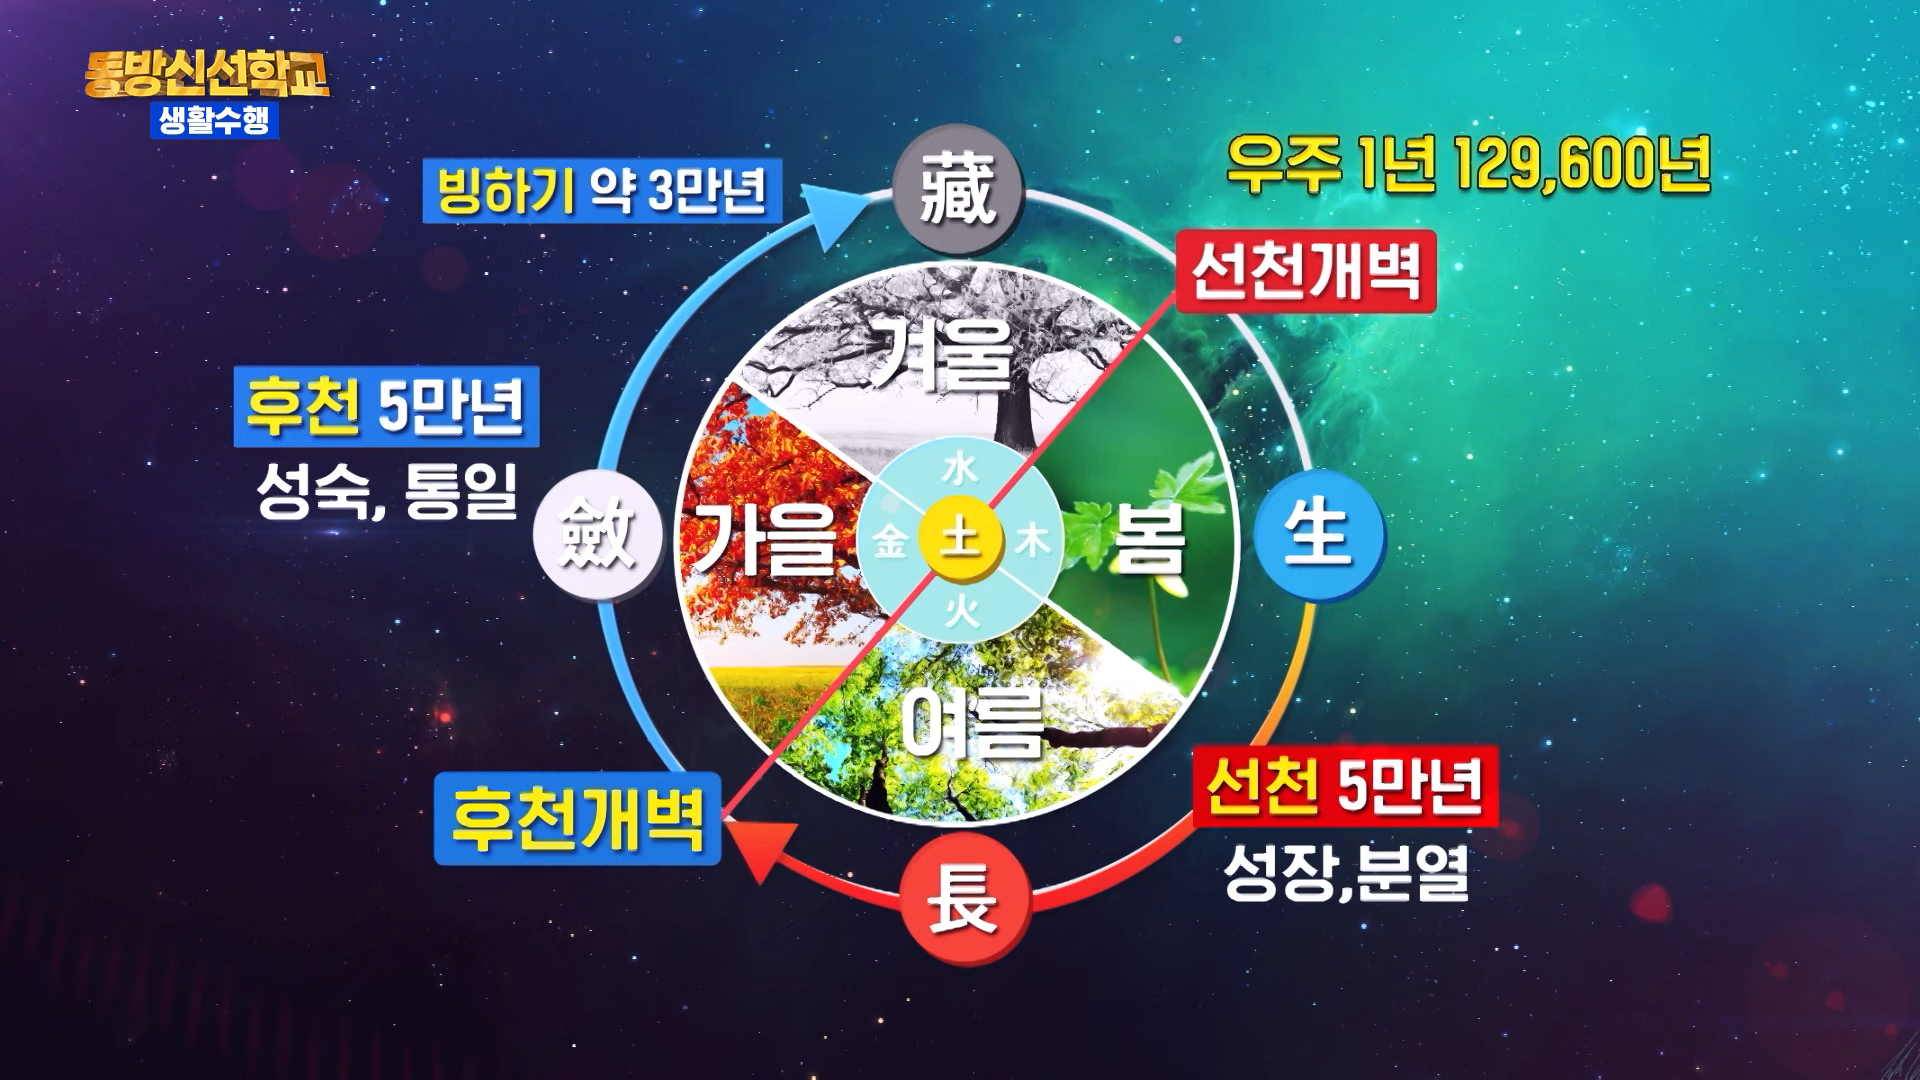 동방신선학교
생활수행
우주 1년 129,600년
빙하기 약 3만년
藏
선천개벽
겨울
후천 5만년
성숙, 통일
水
斂
가을
金
土
木
봄
生
火
여름
선천 5만년
성장,분열
후천개벽
長